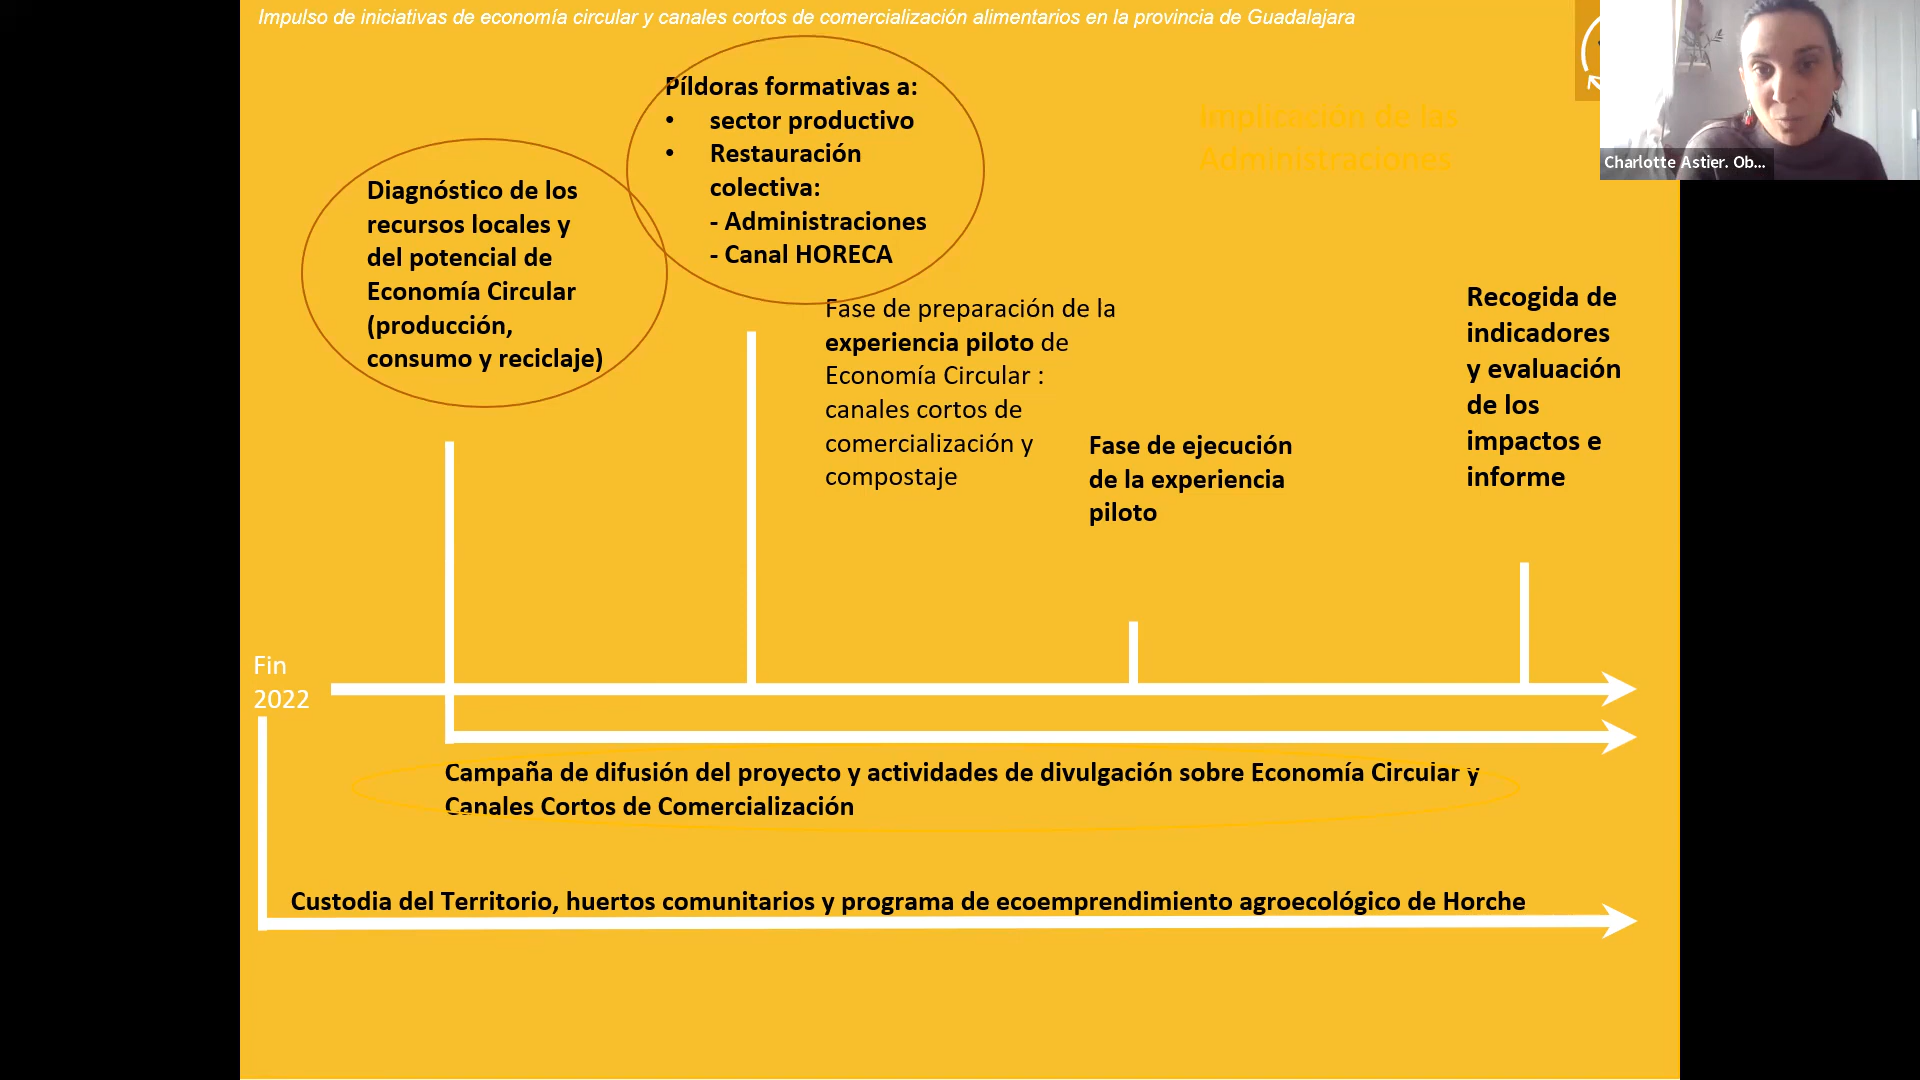 Impulso de iniciativas de economía circular y canales cortos de comercialización alimentarios en la provincia de Guadalajara
Píldoras formativas a:
• sector productivo
• Restauración
colectiva:
- Administraciones
- Canal HORECA
Implicación de las
Administraciones
Charlotte Astier. Ob...
Diagnóstico de los
recursos locales y
del potencial de
Economía Circular
(producción,
consumo y reciclaje)
Fase de preparación de la
experiencia piloto de
Economía Circular :
canales cortos de
comercialización y
compostaje
Fase de ejecución
de la experiencia
piloto
Recogida de
indicadores
y evaluación
de los
impactos e
informe
Fin
2022
Campaña de difusión del proyecto y actividades de divulgación sobre Economía Circular y
Canales Cortos de Comercialización
Custodia del Territorio, huertos comunitarios y programa de ecoemprendimiento agroecológico de Horche